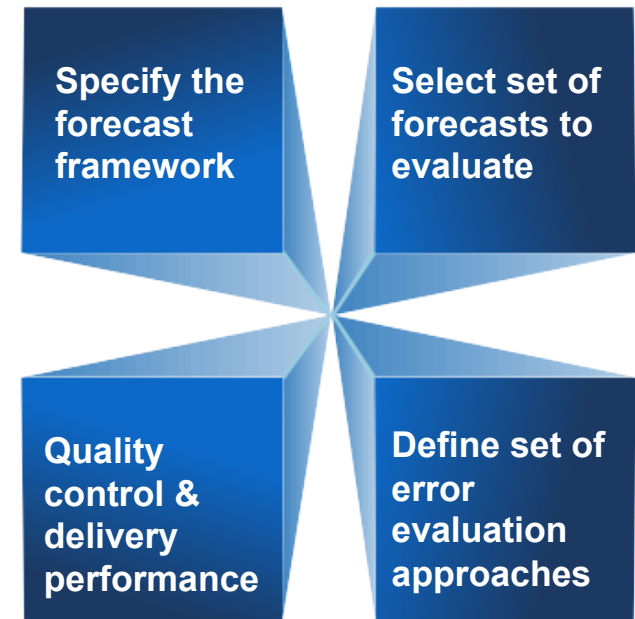 Specify the
forecast
framework
Select set of
forecasts to
evaluate
Quality
control &
delivery
performance
Define set of
error
evaluation
approaches